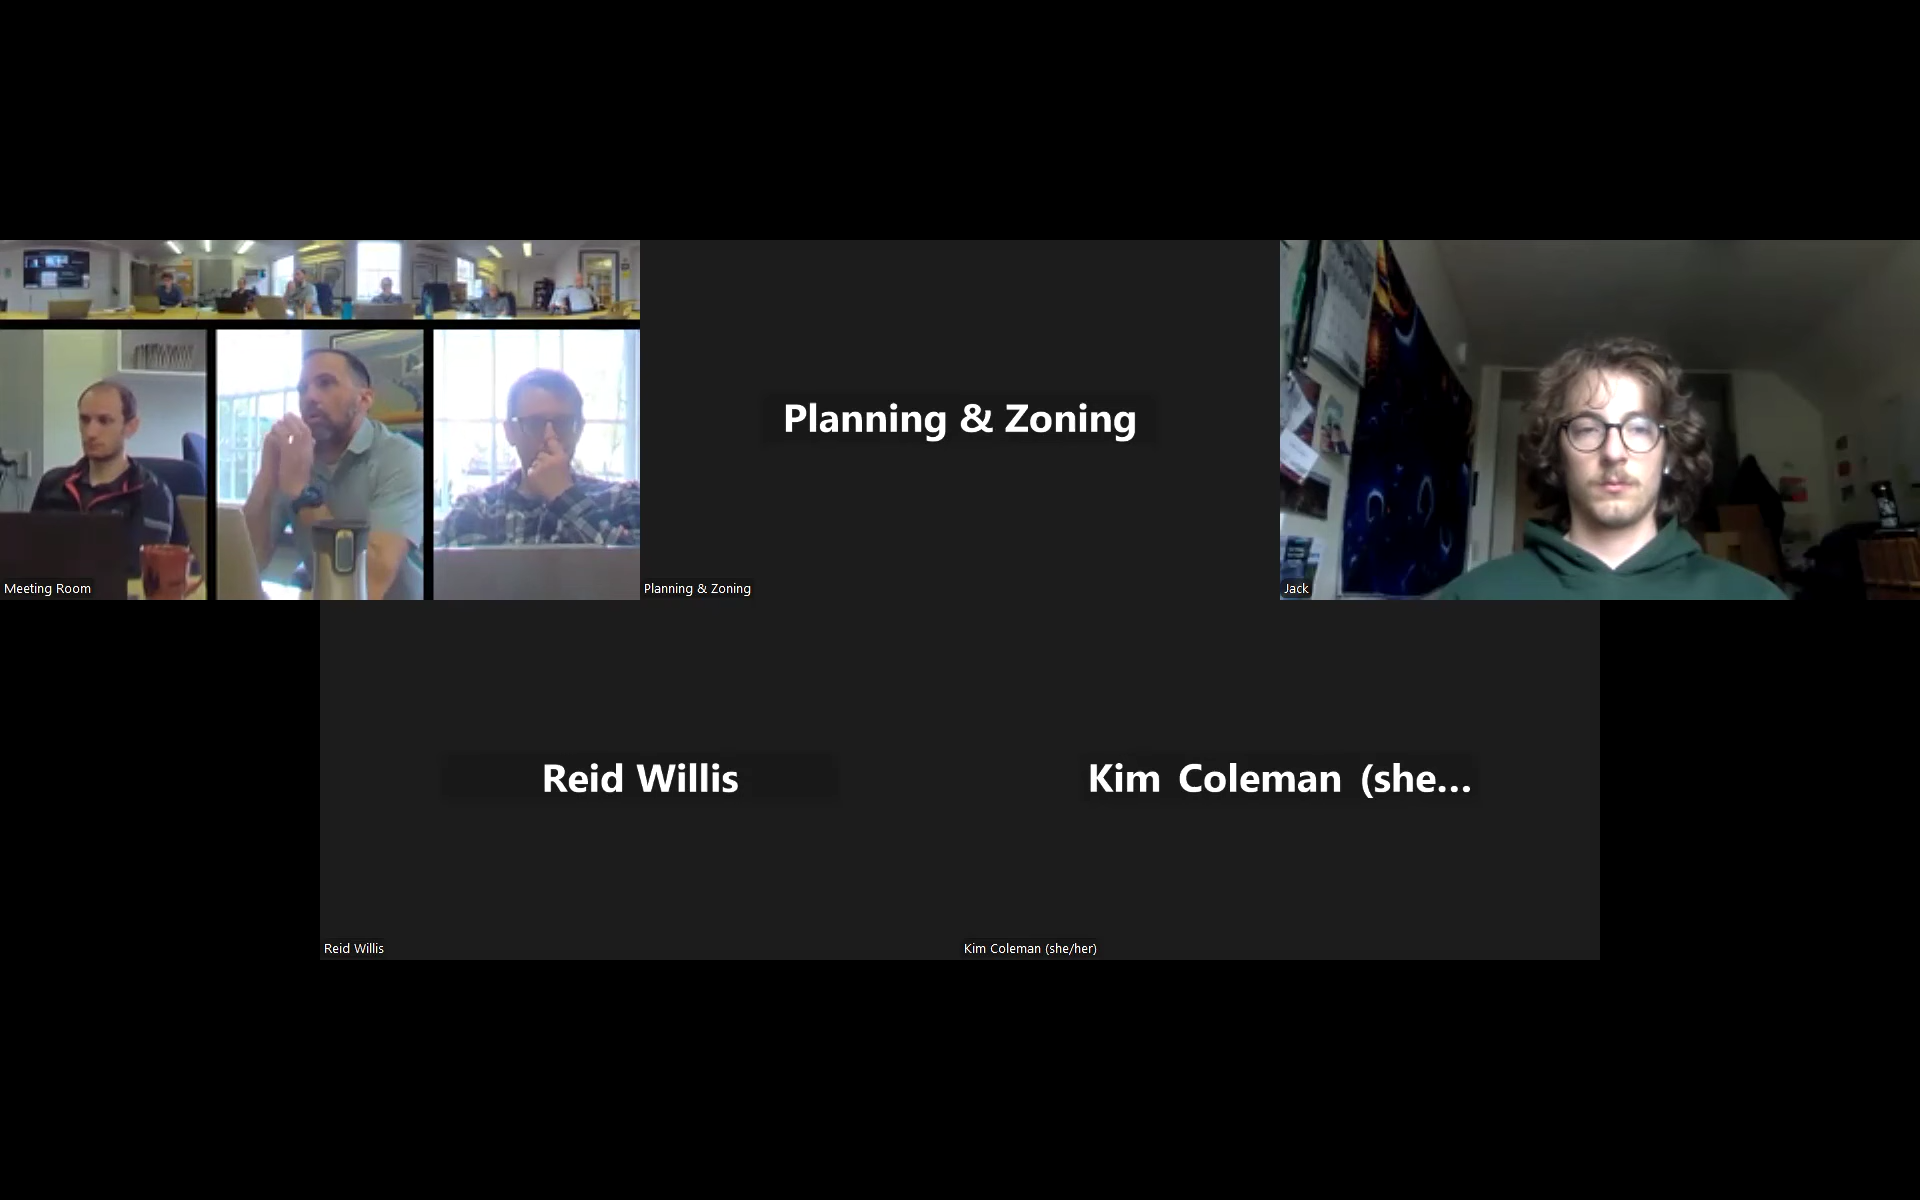 Planning & Zoning
Meeting Room
Planning & Zoning
Jack
Reid Willis
Kim Coleman (she...
Reid Willis
Kim Coleman (she/her)